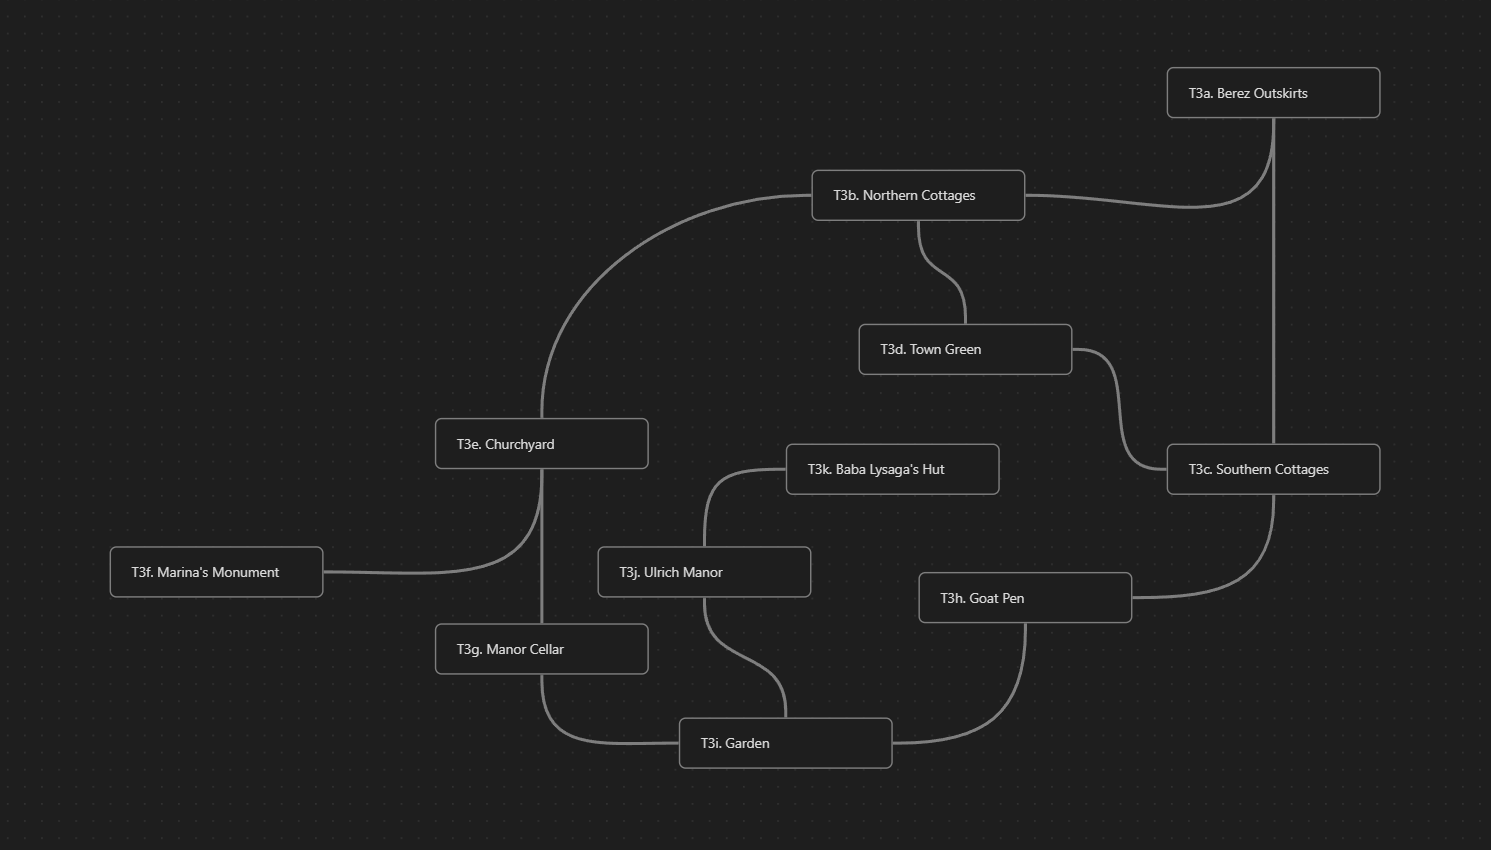 T3a. Berez Outskirts
T3b. Northern Cottages
T3d. Town Green
T3e. Churchyard
T3k. Baba Lysaga's Hut
T3c. Southern Cottages
T3f. Marina's Monument
T3j. Ulrich Manor
T3h. Goat Pen
T3g. Manor Cellar
T3i. Garden